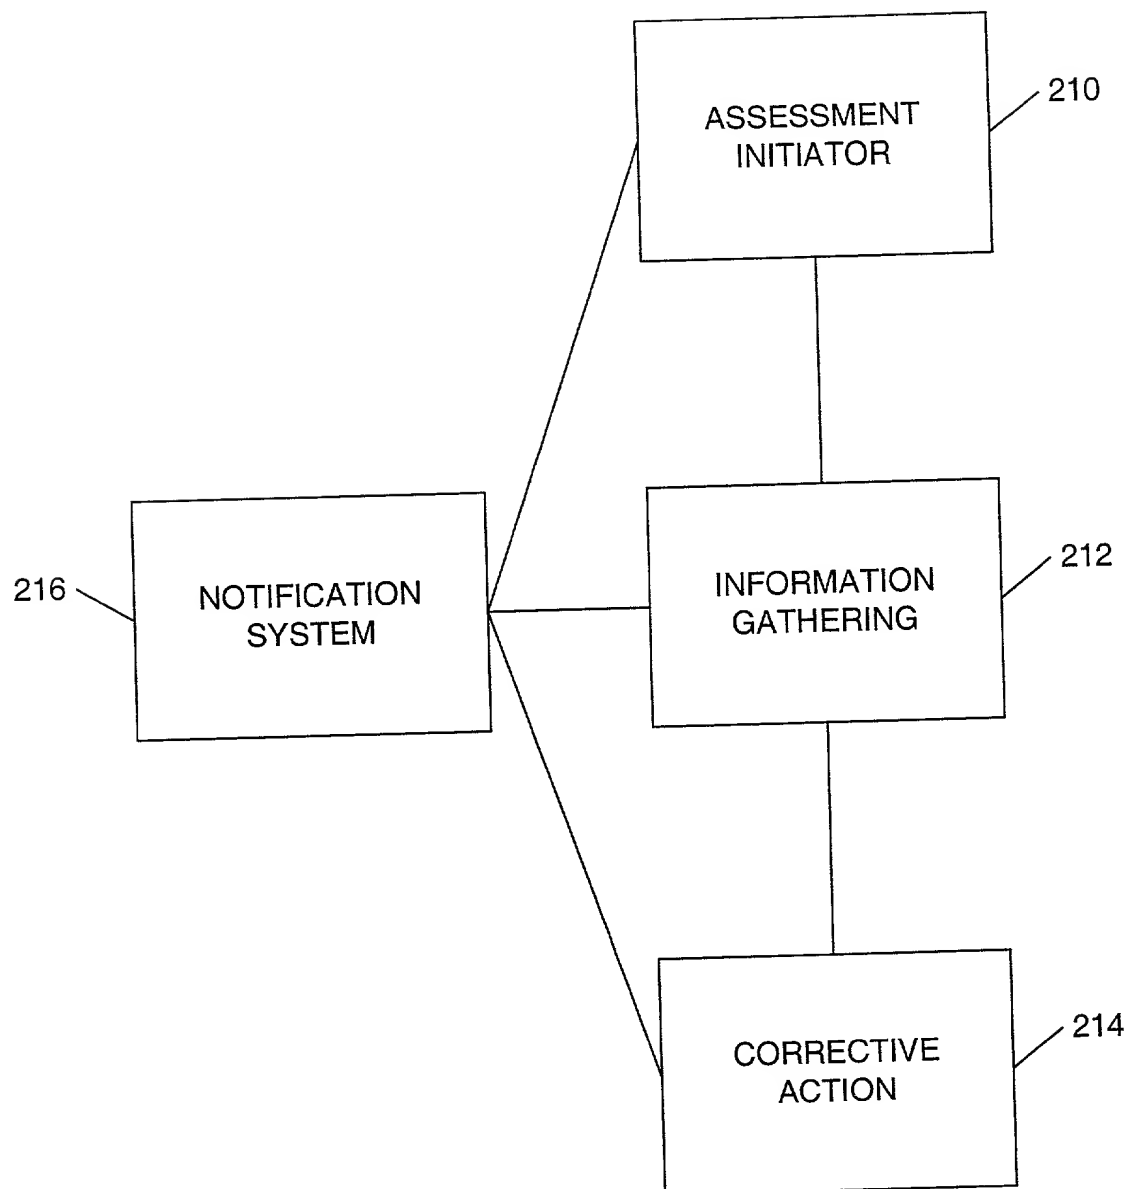 ASSESSMENT
INITIATOR
210
216
NOTIFICATION
SYSTEM
INFORMATION
GATHERING
212
CORRECTIVE
ACTION
214